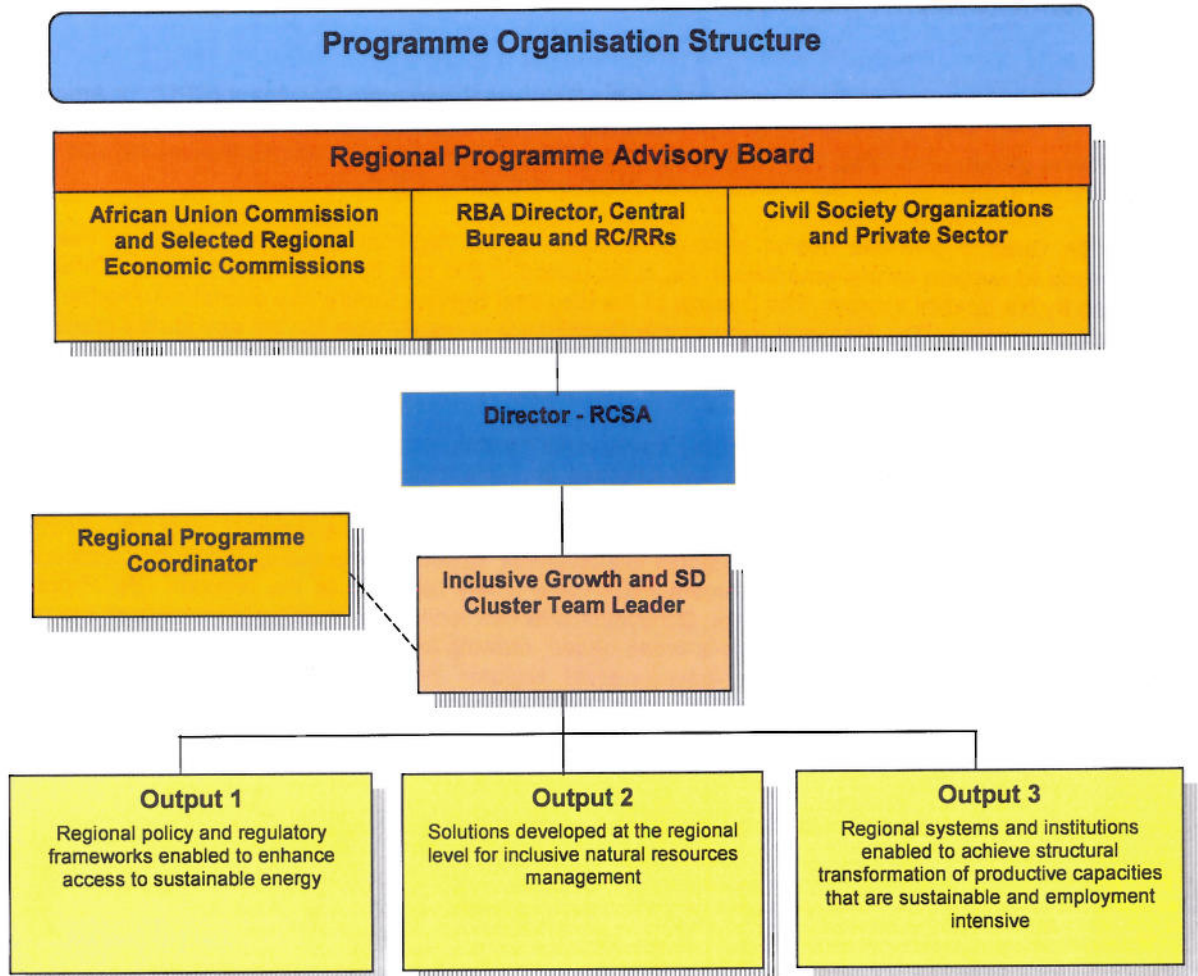 Programme Organisation Structure
Regional Programme Advisory Board
African Union Commission
and Selected Regional
Economic Commissions
RBA Director, Central
Bureau and RC/RRs
Civil Society Organizations
and Private Sector
Director - RCSA
Regional Programme
Coordinator
Inclusive Growth and SD
Cluster Team Leader
Output 1
Regional policy and regulatory
frameworks enabled to enhance
access to sustainable energy
Output 2
Solutions developed at the regional
level for inclusive natural resources
management
Output 3
Regional systems and institutions
enabled to achieve structural
transformation of productive capacities
that are sustainable and employment
intensive